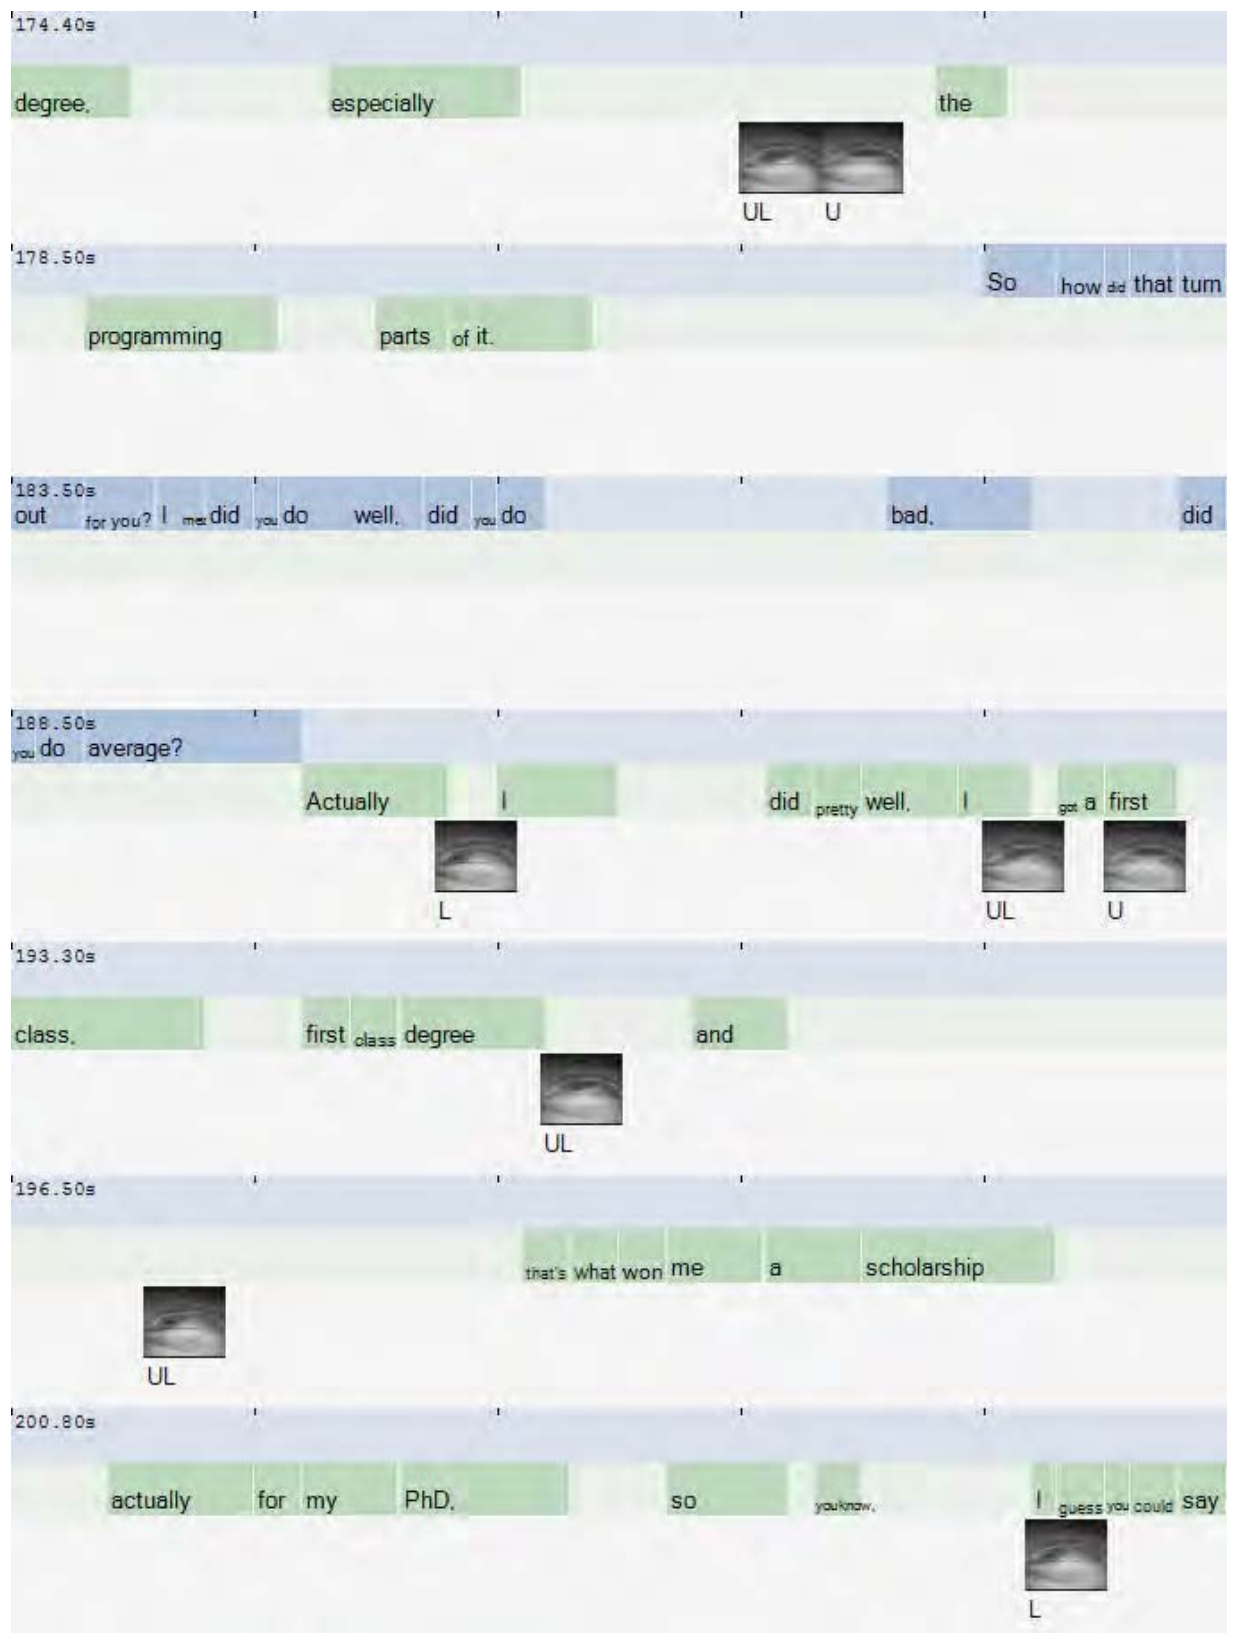 174.40s
degree, especially the
UL U
178.50s
So how did that turn
programming parts of it.
183.50s
out for you? I did you do well, did you do bad, did
188.50s
you do average?
Actually I did pretty well, I got a first
L UL U
193.30s
class, first class degree and
UL
196.50s
that's what won me a scholarship
UL
200.80s
actually for my PhD, so you know, I guess you could say
L